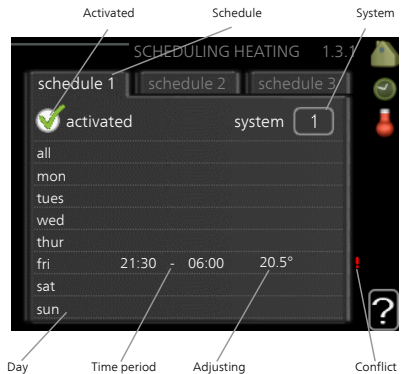 Activated Schedule System
SCHEDULING HEATING 1.3.1
schedule 1 schedule 2 schedule 3
activated system 1
all
mon
tues
wed
thur
fri 21:30 - 06:00 20.5° !
sat
sun ?
Day Time period Adjusting Conflict